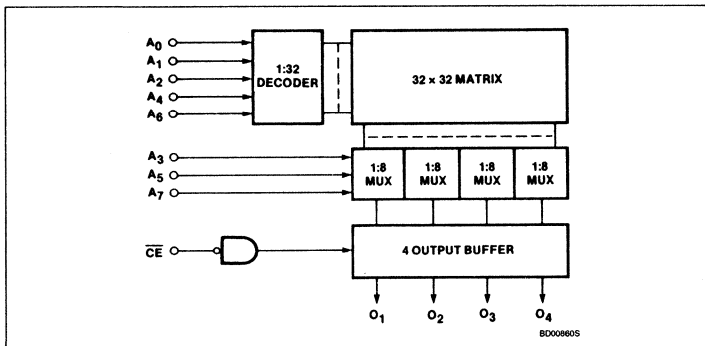 A0
A1
A2
A4
A6
1:32
DECODER
32 x 32 MATRIX
A3
A5
A7
1:8
MUX
1:8
MUX
1:8
MUX
1:8
MUX
CE
4 OUTPUT BUFFER
O1
O2
O3
O4
BD00860S